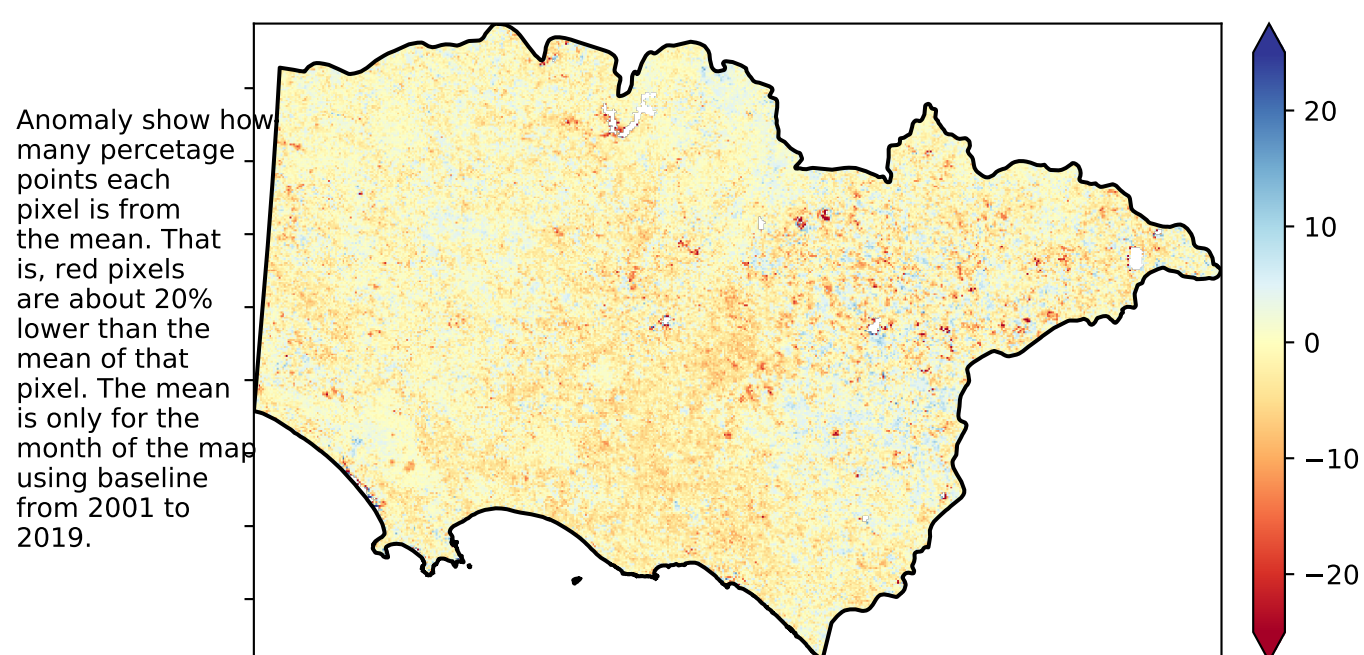 Anomaly show how
many percetage
points each
pixel is from
the mean. That
is, red pixels
are about 20%
lower than the
mean of that
pixel. The mean
is only for the
month of the map
using baseline
from 2001 to
2019.
20
10
0
−10
−20